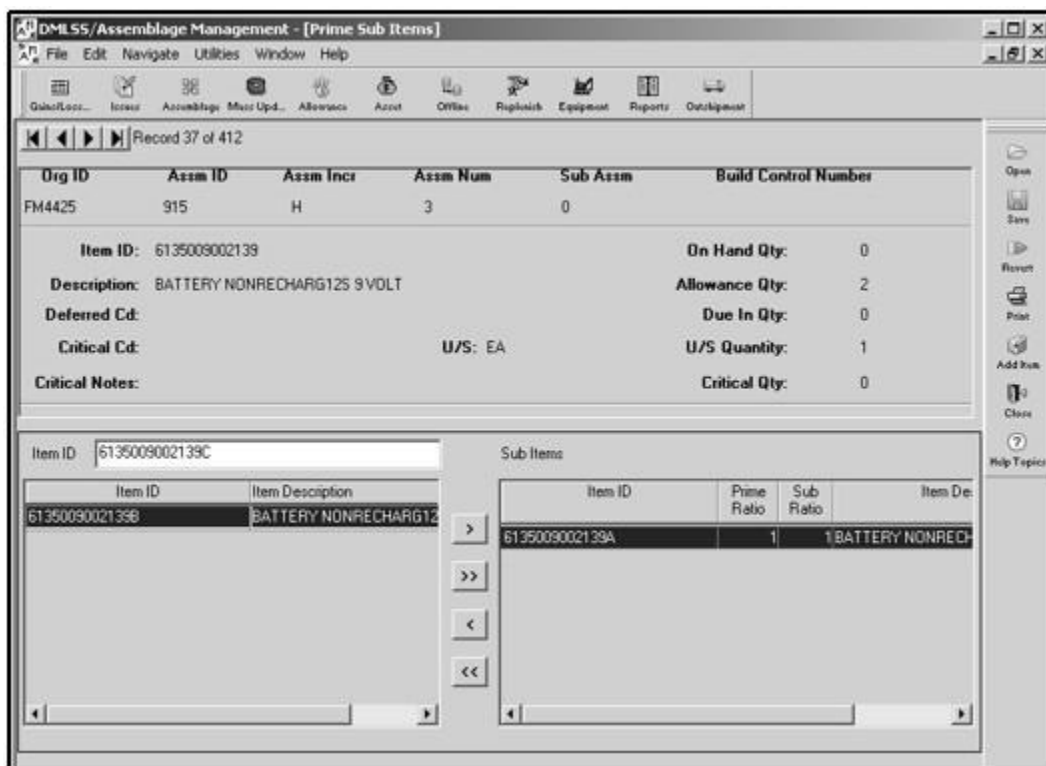 DMLSS/Assemblage Management - [Prime Sub Items]
File Edit Navigate Utilities Window Help
Gains/Loss... Issues Assemblage Mass Upd... Allowance Asset Offline Replenish Equipment Reports Outshipment
Record 37 of 412
Org ID Assm ID Assm Incr Assm Num Sub Assm Build Control Number
FM4425 915 H 3 0
Item ID: 6135009002139 On Hand Qty: 0
Description: BATTERY NONRECHARG12S 9 VOLT Allowance Qty: 2
Deferred Cd: Due In Qty: 0
Critical Cd: U/S: EA U/S Quantity: 1
Critical Notes: Critical Qty: 0
Open
Save
Revert
Print
Add Item
Close
Help Topics
Item ID 6135009002139C Sub Items
Item ID Item Description Item ID Prime Ratio Sub Ratio Item De
6135009002139B BATTERY NONRECHARG12 > 6135009002139A 1 1 BATTERY NONRECH
>>
<
<<